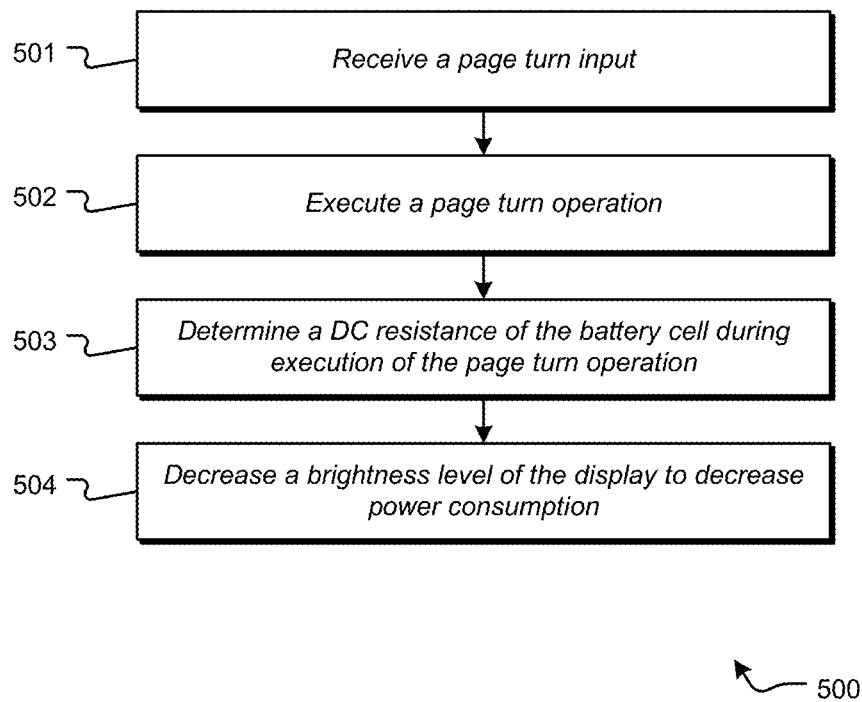 501
Receive a page turn input
502
Execute a page turn operation
503
Determine a DC resistance of the battery cell during
execution of the page turn operation
504
Decrease a brightness level of the display to decrease
power consumption
500